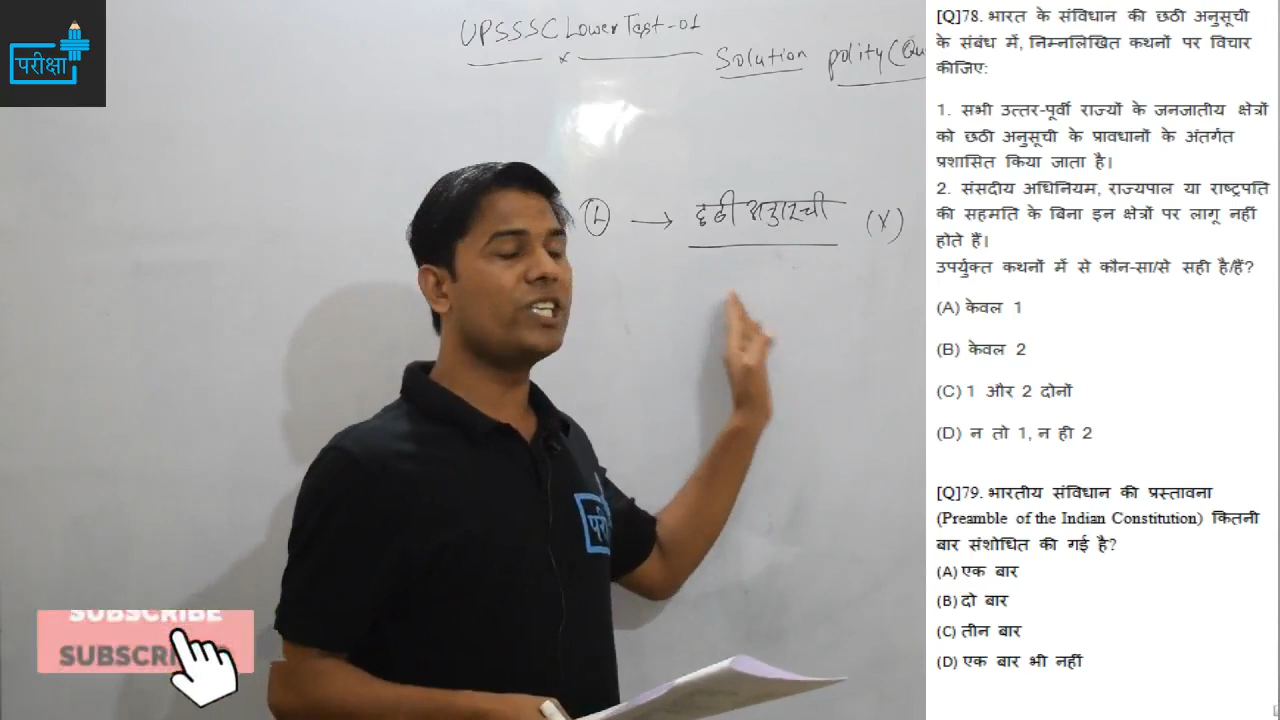 परीक्षा
UPSSSC Lower Test-01
Solution polity (Qu
(1) → छठी अनुसूची (X)
परी
SUBSCRIBE
SUBSCRI
[Q]78. भारत के संविधान की छठी अनुसूची
के संबंध में, निम्नलिखित कथनों पर विचार
कीजिए:
1. सभी उत्तर-पूर्वी राज्यों के जनजातीय क्षेत्रों
को छठी अनुसूची के प्रावधानों के अंतर्गत
प्रशासित किया जाता है।
2. संसदीय अधिनियम, राज्यपाल या राष्ट्रपति
की सहमति के बिना इन क्षेत्रों पर लागू नहीं
होते हैं।
उपर्युक्त कथनों में से कौन-सा/से सही है/हैं?
(A) केवल 1
(B) केवल 2
(C) 1 और 2 दोनों
(D) न तो 1, न ही 2
[Q]79. भारतीय संविधान की प्रस्तावना
(Preamble of the Indian Constitution) कितनी
बार संशोधित की गई है?
(A) एक बार
(B) दो बार
(C) तीन बार
(D) एक बार भी नहीं